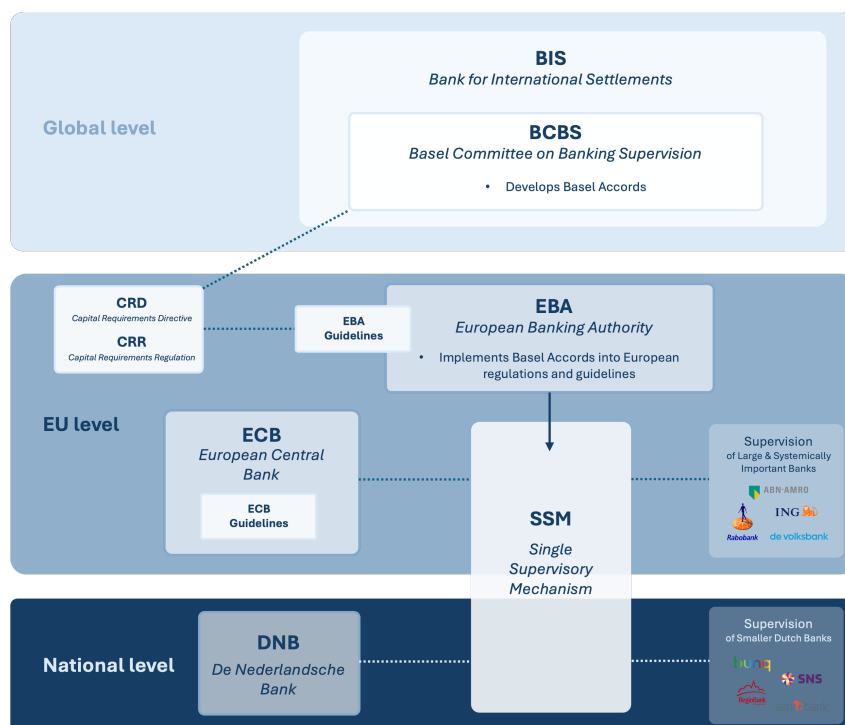 BIS
Bank for International Settlements
Global level
BCBS
Basel Committee on Banking Supervision
• Develops Basel Accords
CRD
Capital Requirements Directive
CRR
Capital Requirements Regulation
EBA
Guidelines
EBA
European Banking Authority
• Implements Basel Accords into European
regulations and guidelines
EU level
ECB
European Central
Bank
ECB
Guidelines
SSM
Single
Supervisory
Mechanism
Supervision
of Large & Systemically
Important Banks
ABN·AMRO
ING
Rabobank
de volksbank
National level
DNB
De Nederlandsche
Bank
Supervision
of Smaller Dutch Banks
bunq
SNS
RegioBank